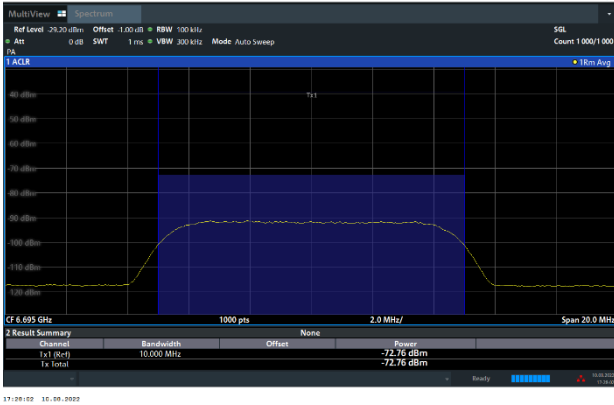 MultiView Spectrum
Ref Level -29.20 dBm Offset -1.00 dB RBW 100 kHz SGL
Att 0 dB SWT 1 ms VBW 300 kHz Mode Auto Sweep Count 1000/1000
PA
1 ACLR 1Rm Avg
Tx1
-40 dBm
-50 dBm
-60 dBm
-70 dBm
-80 dBm
-90 dBm
-100 dBm
-110 dBm
-120 dBm
CF 6.695 GHz 1000 pts 2.0 MHz/ Span 20.0 MHz
2 Result Summary None
Channel Bandwidth Offset Power
Tx1 (Ref) 10.000 MHz -72.76 dBm
Tx Total -72.76 dBm
Ready
17:26:02 10.08.2022